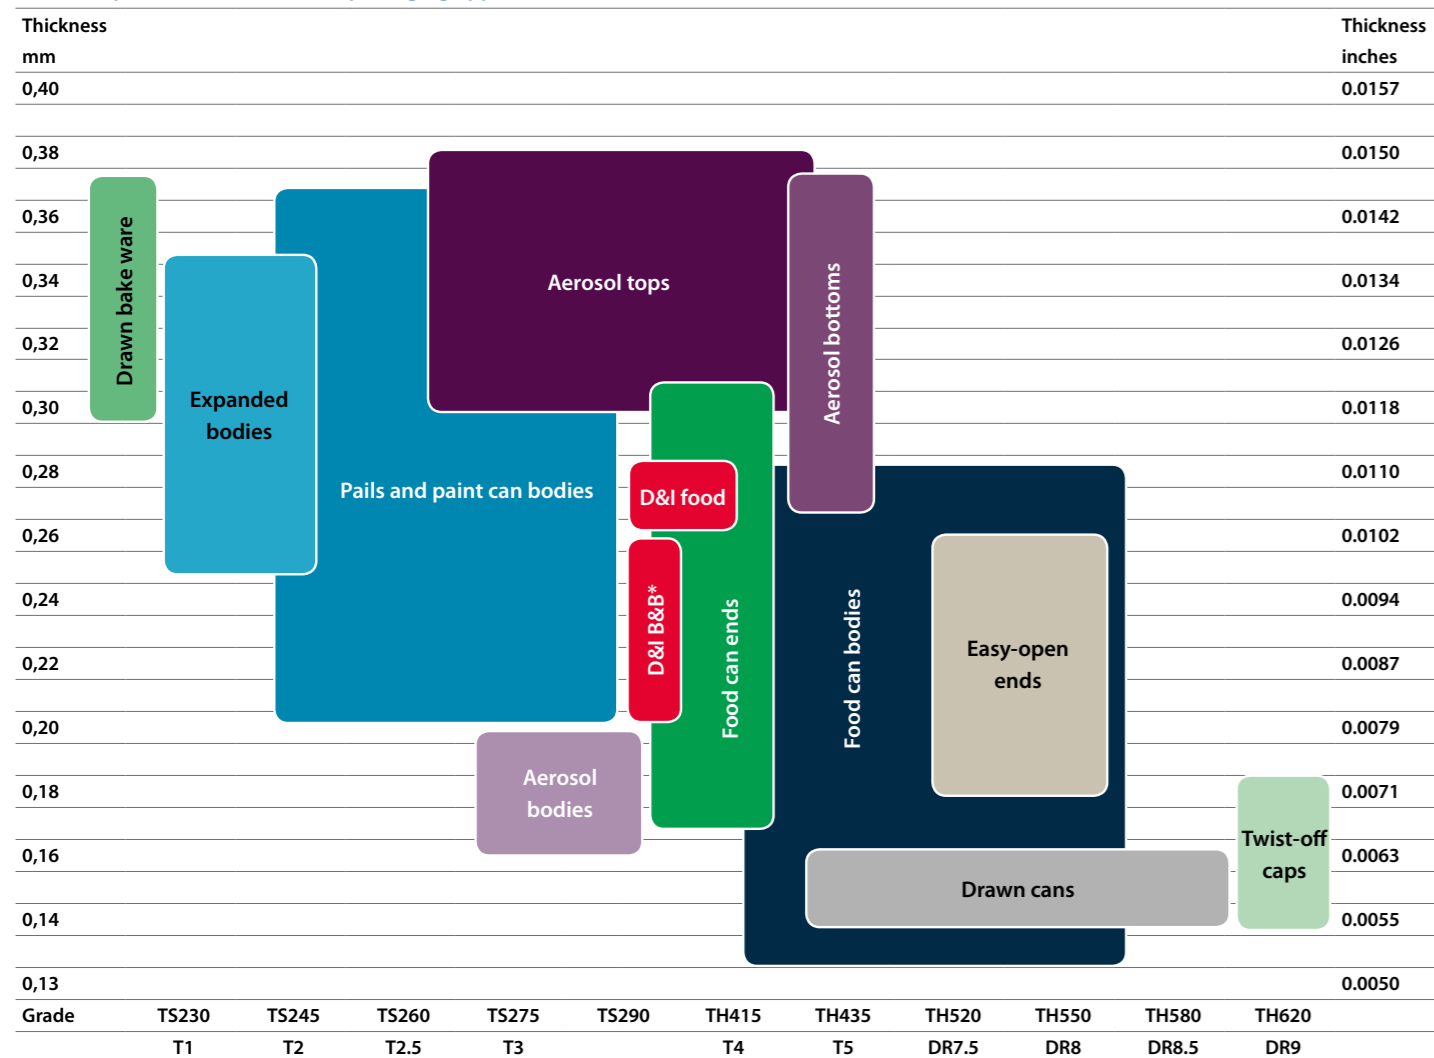 Thickness Thickness
mm inches
0,40 0.0157
0,38 0.0150
0,36 0.0142
0,34 0.0134
0,32 0.0126
0,30 0.0118
0,28 0.0110
0,26 0.0102
0,24 0.0094
0,22 0.0087
0,20 0.0079
0,18 0.0071
0,16 0.0063
0,14 0.0055
0,13 0.0050
Drawn bake ware
Expanded
bodies
Pails and paint can bodies
Aerosol tops
Aerosol bottoms
D&I food
D&I B&B*
Food can ends
Food can bodies
Easy-open
ends
Aerosol
bodies
Drawn cans
Twist-off
caps
Grade TS230 TS245 TS260 TS275 TS290 TH415 TH435 TH520 TH550 TH580 TH620
T1 T2 T2.5 T3 T4 T5 DR7.5 DR8 DR8.5 DR9